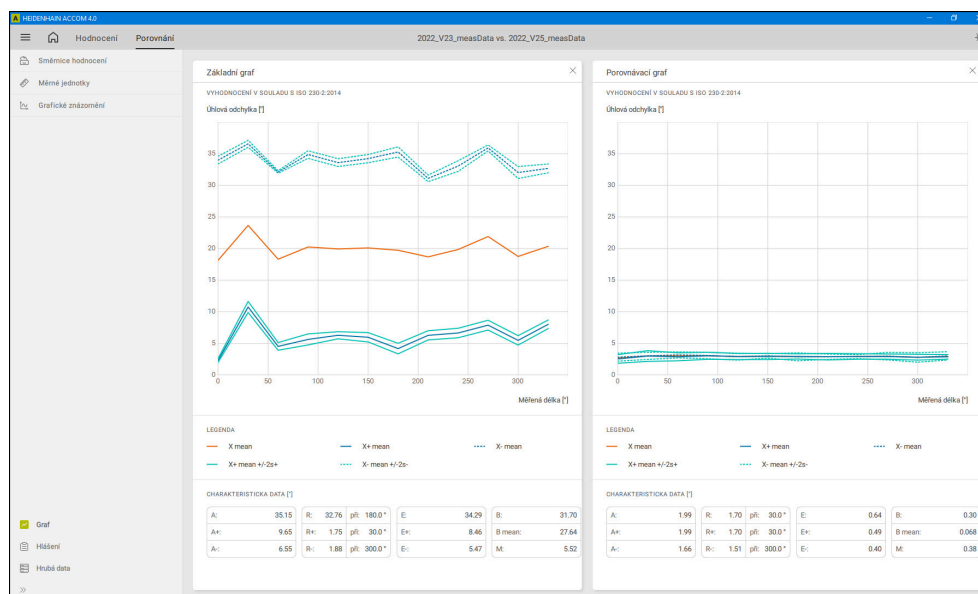 HEIDENHAIN ACCOM 4.0
Hodnocení Porovnání 2022_V23_measData vs. 2022_V25_measData
Směrnice hodnocení
Měrné jednotky
Grafické znázornění
Základní graf
VYHODNOCENÍ V SOULADU S ISO 230-2:2014
Úhlová odchylka ["]
35
30
25
20
15
10
5
0
0 50 100 150 200 250 300
Měřená délka [°]
LEGENDA
X mean X+ mean X- mean
X+ mean +/-2s+ X- mean +/-2s-
CHARAKTERISTICKA DATA ["]
A: 35.15 R: 32.76 při: 180.0 ° E: 34.29 B: 31.70
A+: 9.65 R+: 1.75 při: 30.0 ° E+: 8.46 B mean: 27.64
A-: 6.55 R-: 1.88 při: 300.0 ° E-: 5.47 M: 5.52
Porovnávací graf
VYHODNOCENÍ V SOULADU S ISO 230-2:2014
Úhlová odchylka ["]
35
30
25
20
15
10
5
0
0 50 100 150 200 250 300
Měřená délka [°]
LEGENDA
X mean X+ mean X- mean
X+ mean +/-2s+ X- mean +/-2s-
CHARAKTERISTICKA DATA ["]
A: 1.99 R: 1.70 při: 30.0 ° E: 0.64 B: 0.30
A+: 1.99 R+: 1.70 při: 30.0 ° E+: 0.49 B mean: 0.068
A-: 1.66 R-: 1.51 při: 300.0 ° E-: 0.40 M: 0.38
Graf
Hlášení
Hrubá data